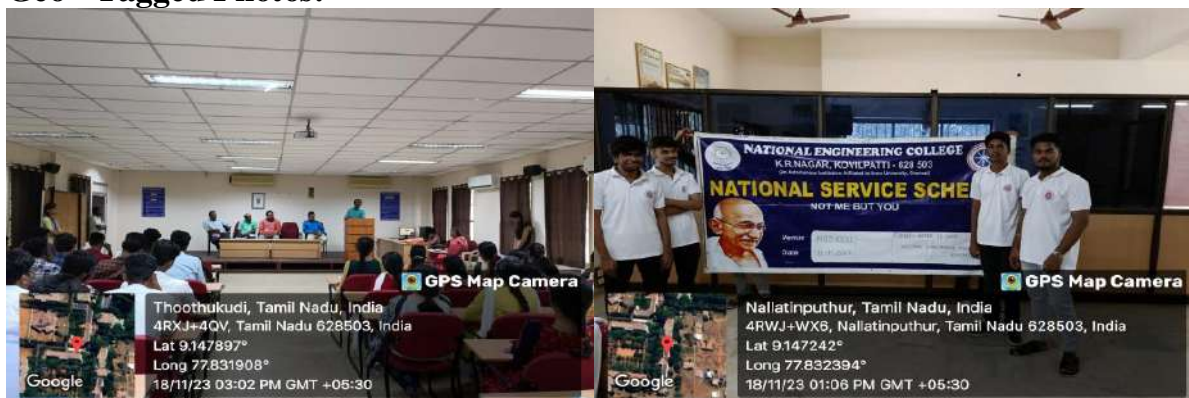 Geo - Tagged Photos:
GPS Map Camera
Thoothukudi, Tamil Nadu, India
4RXJ+4QV, Tamil Nadu 628503, India
Lat 9.147897°
Long 77.831908°
18/11/23 03:02 PM GMT +05:30
Google
NATIONAL ENGINEERING COLLEGE
K.R.NAGAR, KOVILPATTI - 628 503
NATIONAL SERVICE SCHE
NOT ME BUT YOU
Venue
Date
GPS Map Camera
Nallatinputhur, Tamil Nadu, India
4RWJ+WX6, Nallatinputhur, Tamil Nadu 628503, India
Lat 9.147242°
Long 77.832394°
18/11/23 01:06 PM GMT +05:30
Google